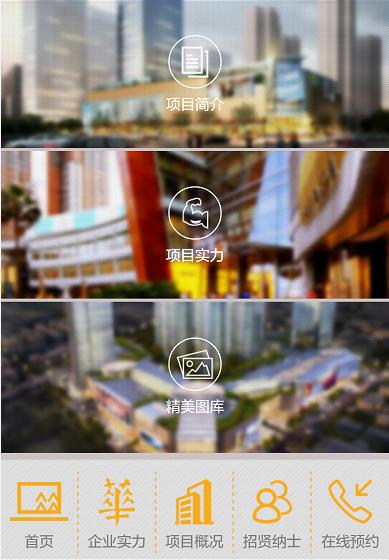 项目简介
项目实力
精美图库
華
首页
企业实力
项目概况
招贤纳士
在线预约